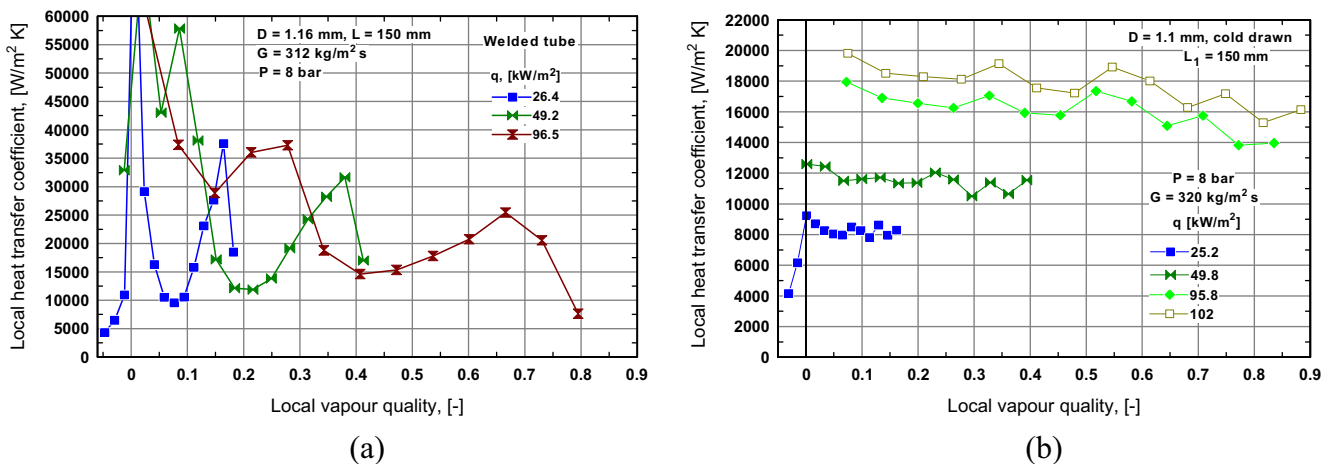 60000
55000
50000
45000
40000
35000
30000
25000
20000
15000
10000
5000
0
Local heat transfer coefficient, [W/m² K]
D = 1.16 mm, L = 150 mm
G = 312 kg/m² s
P = 8 bar
Welded tube
q, [kW/m²]
26.4
49.2
96.5
0 0.1 0.2 0.3 0.4 0.5 0.6 0.7 0.8 0.9
Local vapour quality, [-]
(a)
22000
20000
18000
16000
14000
12000
10000
8000
6000
4000
2000
0
Local heat transfer coefficient, [W/m² K]
D = 1.1 mm, cold drawn
L₁ = 150 mm
P = 8 bar
G = 320 kg/m² s
q [kW/m²]
25.2
49.8
95.8
102
0 0.1 0.2 0.3 0.4 0.5 0.6 0.7 0.8 0.9
Local vapour quality, [-]
(b)